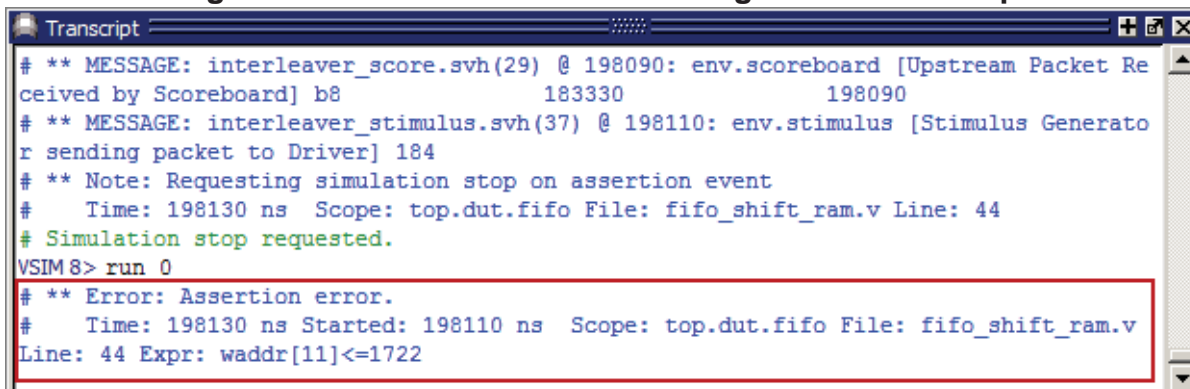 Transcript
# ** MESSAGE: interleaver_score.svh(29) @ 198090: env.scoreboard [Upstream Packet Re
ceived by Scoreboard] b8                183330                198090
# ** MESSAGE: interleaver_stimulus.svh(37) @ 198110: env.stimulus [Stimulus Generato
r sending packet to Driver] 184
# ** Note: Requesting simulation stop on assertion event
#    Time: 198130 ns  Scope: top.dut.fifo File: fifo_shift_ram.v Line: 44
# Simulation stop requested.
VSIM 8> run 0
# ** Error: Assertion error.
#    Time: 198130 ns Started: 198110 ns  Scope: top.dut.fifo File: fifo_shift_ram.v
Line: 44 Expr: waddr[11]<=1722